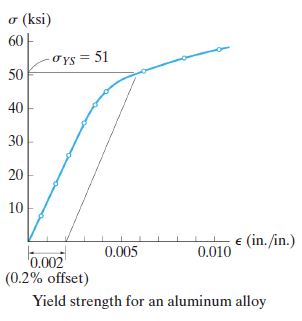 σ (ksi)
60
σYS = 51
50
40
30
20
10
ϵ (in./in.)
0.002
0.005
0.010
(0.2% offset)
Yield strength for an aluminum alloy